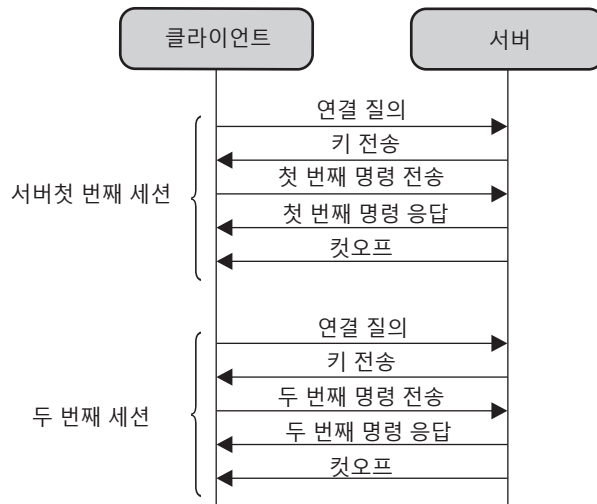 클라이언트
서버
연결 질의
키 전송
첫 번째 명령 전송
서버첫 번째 세션
첫 번째 명령 응답
컷오프
연결 질의
키 전송
두 번째 명령 전송
두 번째 세션
두 번째 명령 응답
컷오프